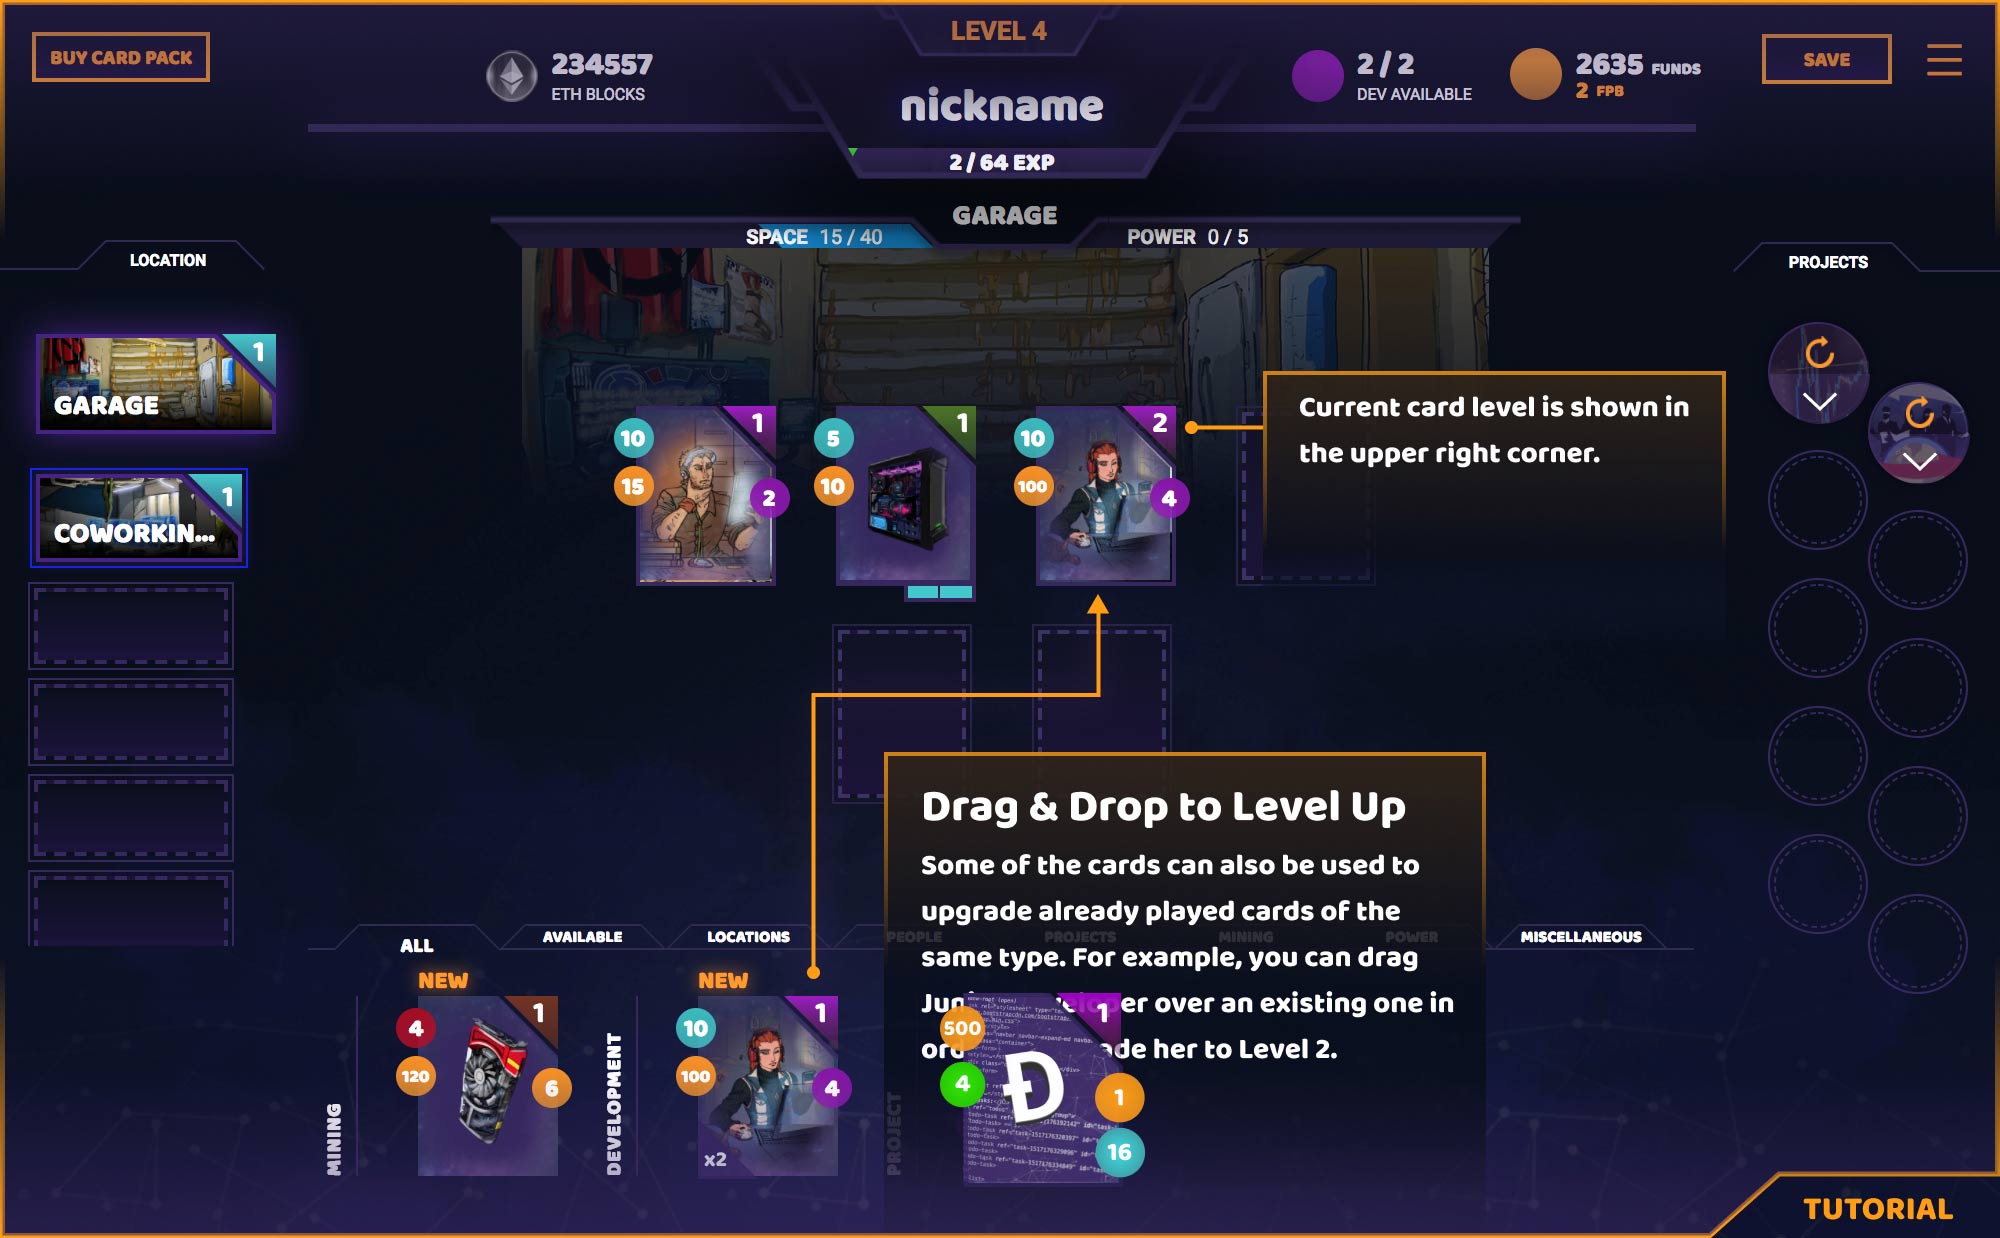 LEVEL 4
BUY CARD PACK
234557
ETH BLOCKS
nickname
2 / 2
DEV AVAILABLE
2635 FUNDS
2 FPB
SAVE
2 / 64 EXP
GARAGE
SPACE 15 / 40
POWER 0 / 5
LOCATION
PROJECTS
GARAGE
1
COWORKIN...
1
10
15
1
2
5
10
1
10
100
2
4
Current card level is shown in
the upper right corner.
Drag & Drop to Level Up
Some of the cards can also be used to
upgrade already played cards of the
same type. For example, you can drag
over an existing one in
her to Level 2.
ALL
AVAILABLE
LOCATIONS
PEOPLE
PROJECTS
MINING
POWER
MISCELLANEOUS
MINING
NEW
4
120
1
6
DEVELOPMENT
NEW
10
100
1
4
x2
PROJECT
500
4
1
Ð
1
16
TUTORIAL